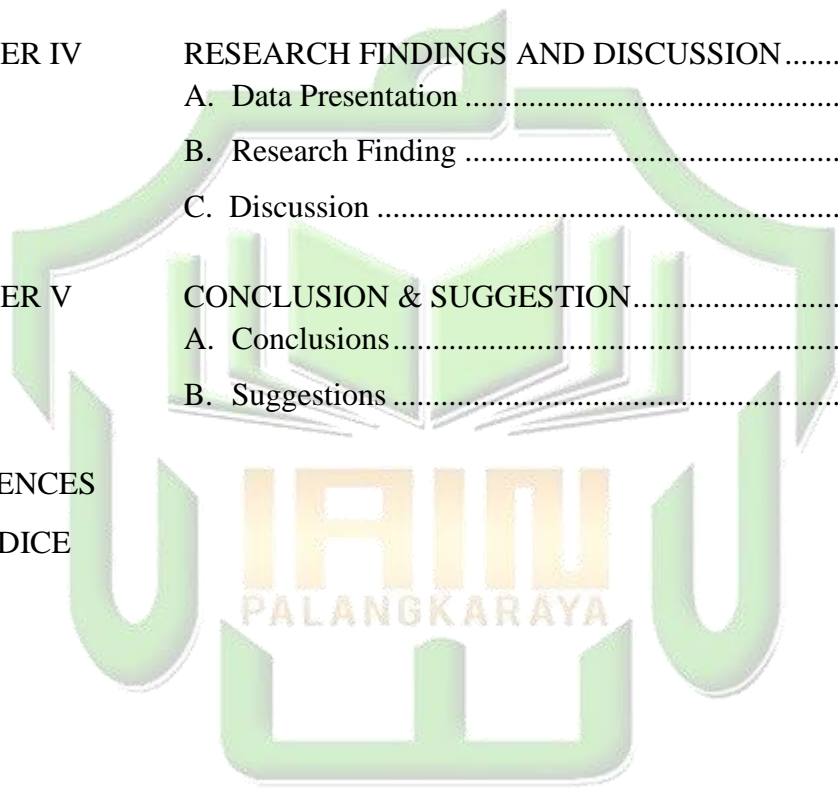 ER IV RESEARCH FINDINGS AND DISCUSSION.......
A. Data Presentation ................................................
B. Research Finding ................................................
C. Discussion ..........................................................
ER V CONCLUSION & SUGGESTION.......................
A. Conclusions.........................................................
B. Suggestions .........................................................
ENCES
DICE
IAIN
PALANGKARAYA